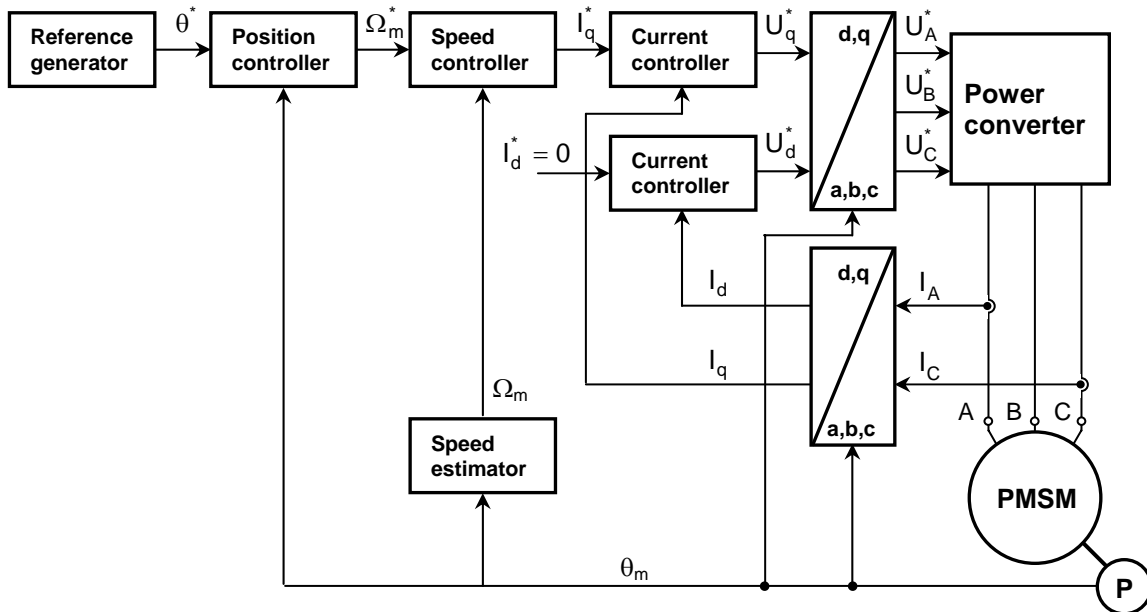 Reference generator
θ*
Position controller
Ω*m
Speed controller
I*q
Current controller
U*q
d,q
a,b,c
U*A
U*B
U*C
Power converter
I*d = 0
Current controller
U*d
Id
d,q
a,b,c
IA
Iq
IC
Ωm
A
B
C
Speed estimator
PMSM
θm
P